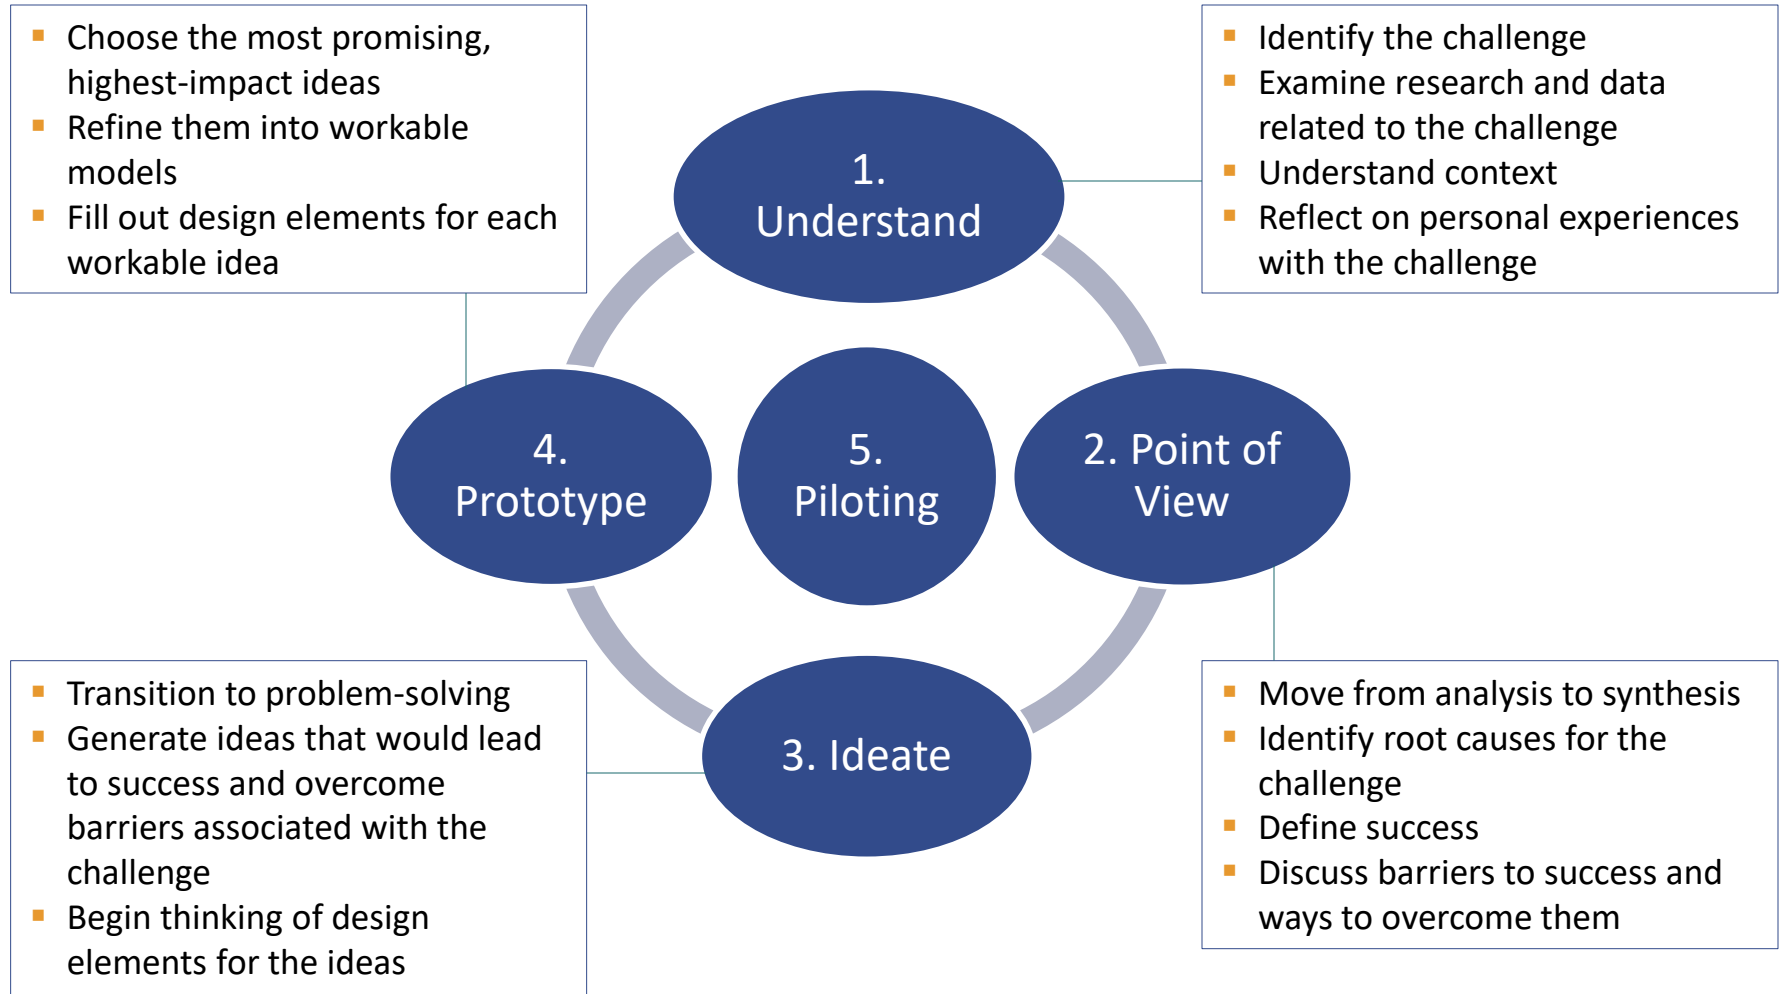 ▪ Choose the most promising,
highest-impact ideas
▪ Refine them into workable
models
▪ Fill out design elements for each
workable idea
1.
Understand
▪ Identify the challenge
▪ Examine research and data
related to the challenge
▪ Understand context
▪ Reflect on personal experiences
with the challenge
4.
Prototype
5.
Piloting
2. Point of
View
▪ Transition to problem-solving
▪ Generate ideas that would lead
to success and overcome
barriers associated with the
challenge
▪ Begin thinking of design
elements for the ideas
3. Ideate
▪ Move from analysis to synthesis
▪ Identify root causes for the
challenge
▪ Define success
▪ Discuss barriers to success and
ways to overcome them